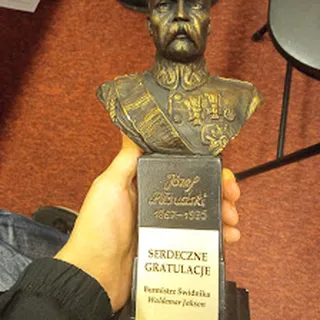 Józef
Piłsudski
1867-1935
SERDECZNE
GRATULACJE
Burmistrz Świdnika
Waldemar Jakson